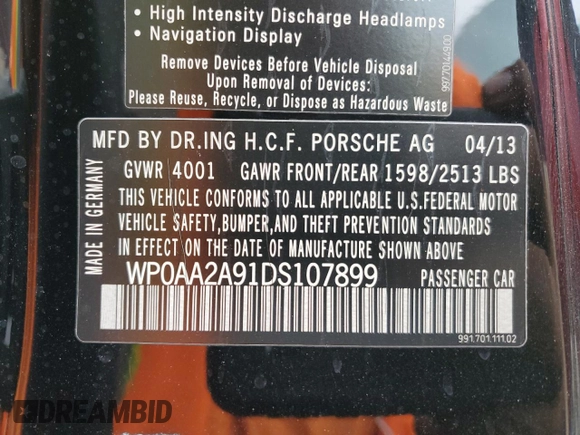 • High Intensity Discharge Headlamps
• Navigation Display
Remove Devices Before Vehicle Disposal
Upon Removal of Devices:
Please Reuse, Recycle, or Dispose as Hazardous Waste
99770144900
MFD BY DR.ING H.C.F. PORSCHE AG 04/13
GVWR 4001 GAWR FRONT/REAR 1598/2513 LBS
THIS VEHICLE CONFORMS TO ALL APPLICABLE U.S.FEDERAL MOTOR
VEHICLE SAFETY,BUMPER,AND THEFT PREVENTION STANDARDS
IN EFFECT ON THE DATE OF MANUFACTURE SHOWN ABOVE
WP0AA2A91DS107899 PASSENGER CAR
MADE IN GERMANY
991.701.111.02
DREAMBID